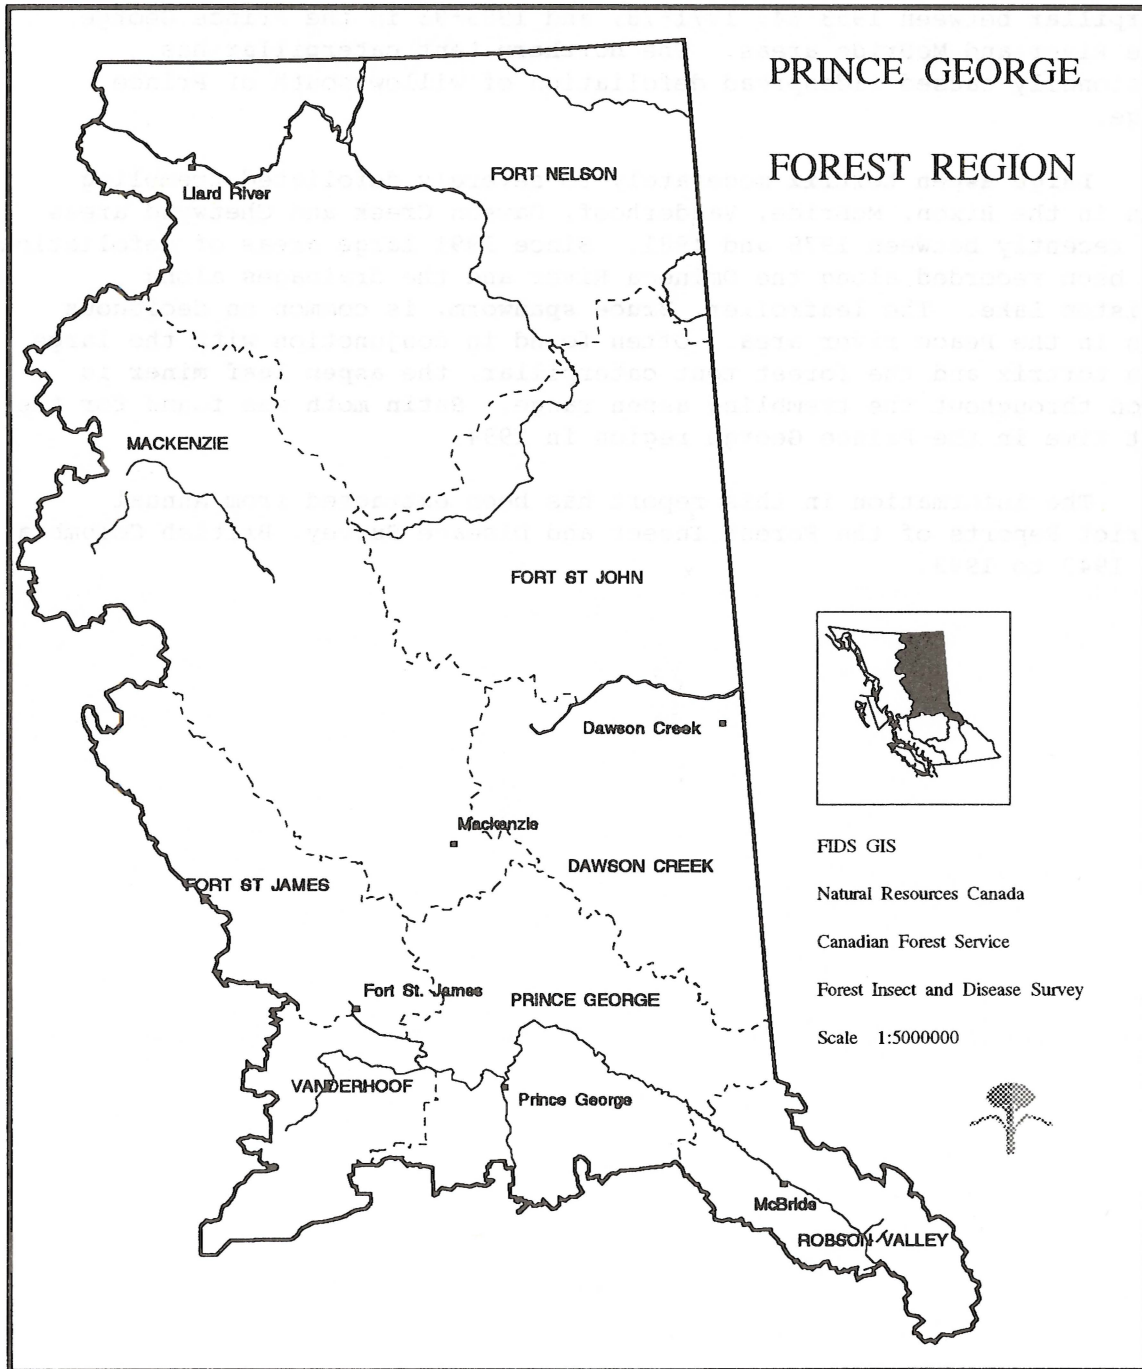 PRINCE GEORGE
FOREST REGION
FORT NELSON
Liard River
MACKENZIE
FORT ST JOHN
Dawson Creek
Mackenzie
DAWSON CREEK
FORT ST JAMES
FIDS GIS
Natural Resources Canada
Canadian Forest Service
Forest Insect and Disease Survey
Scale 1:5000000
Fort St. James
PRINCE GEORGE
VANDERHOOF
Prince George
McBride
ROBSON VALLEY